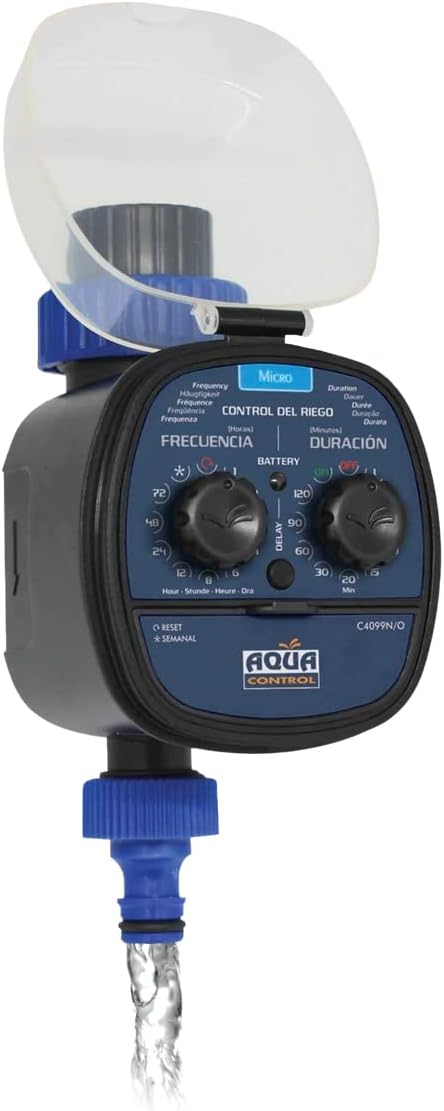 MICRO
Frequency
Häufigkeit
Fréquence
Freqüência
Frequenza
Duration
Dauer
Durée
Duração
Durata
CONTROL DEL RIEGO
[Horas]
FRECUENCIA
[Minutos]
DURACIÓN
BATTERY
DELAY
*
72
48
24
12
8
6
ON
OFF
120
90
60
30
20
15
Min
Hour - Stunde - Heure - Ora
RESET
* SEMANAL
C4099N/O
AQUA
CONTROL